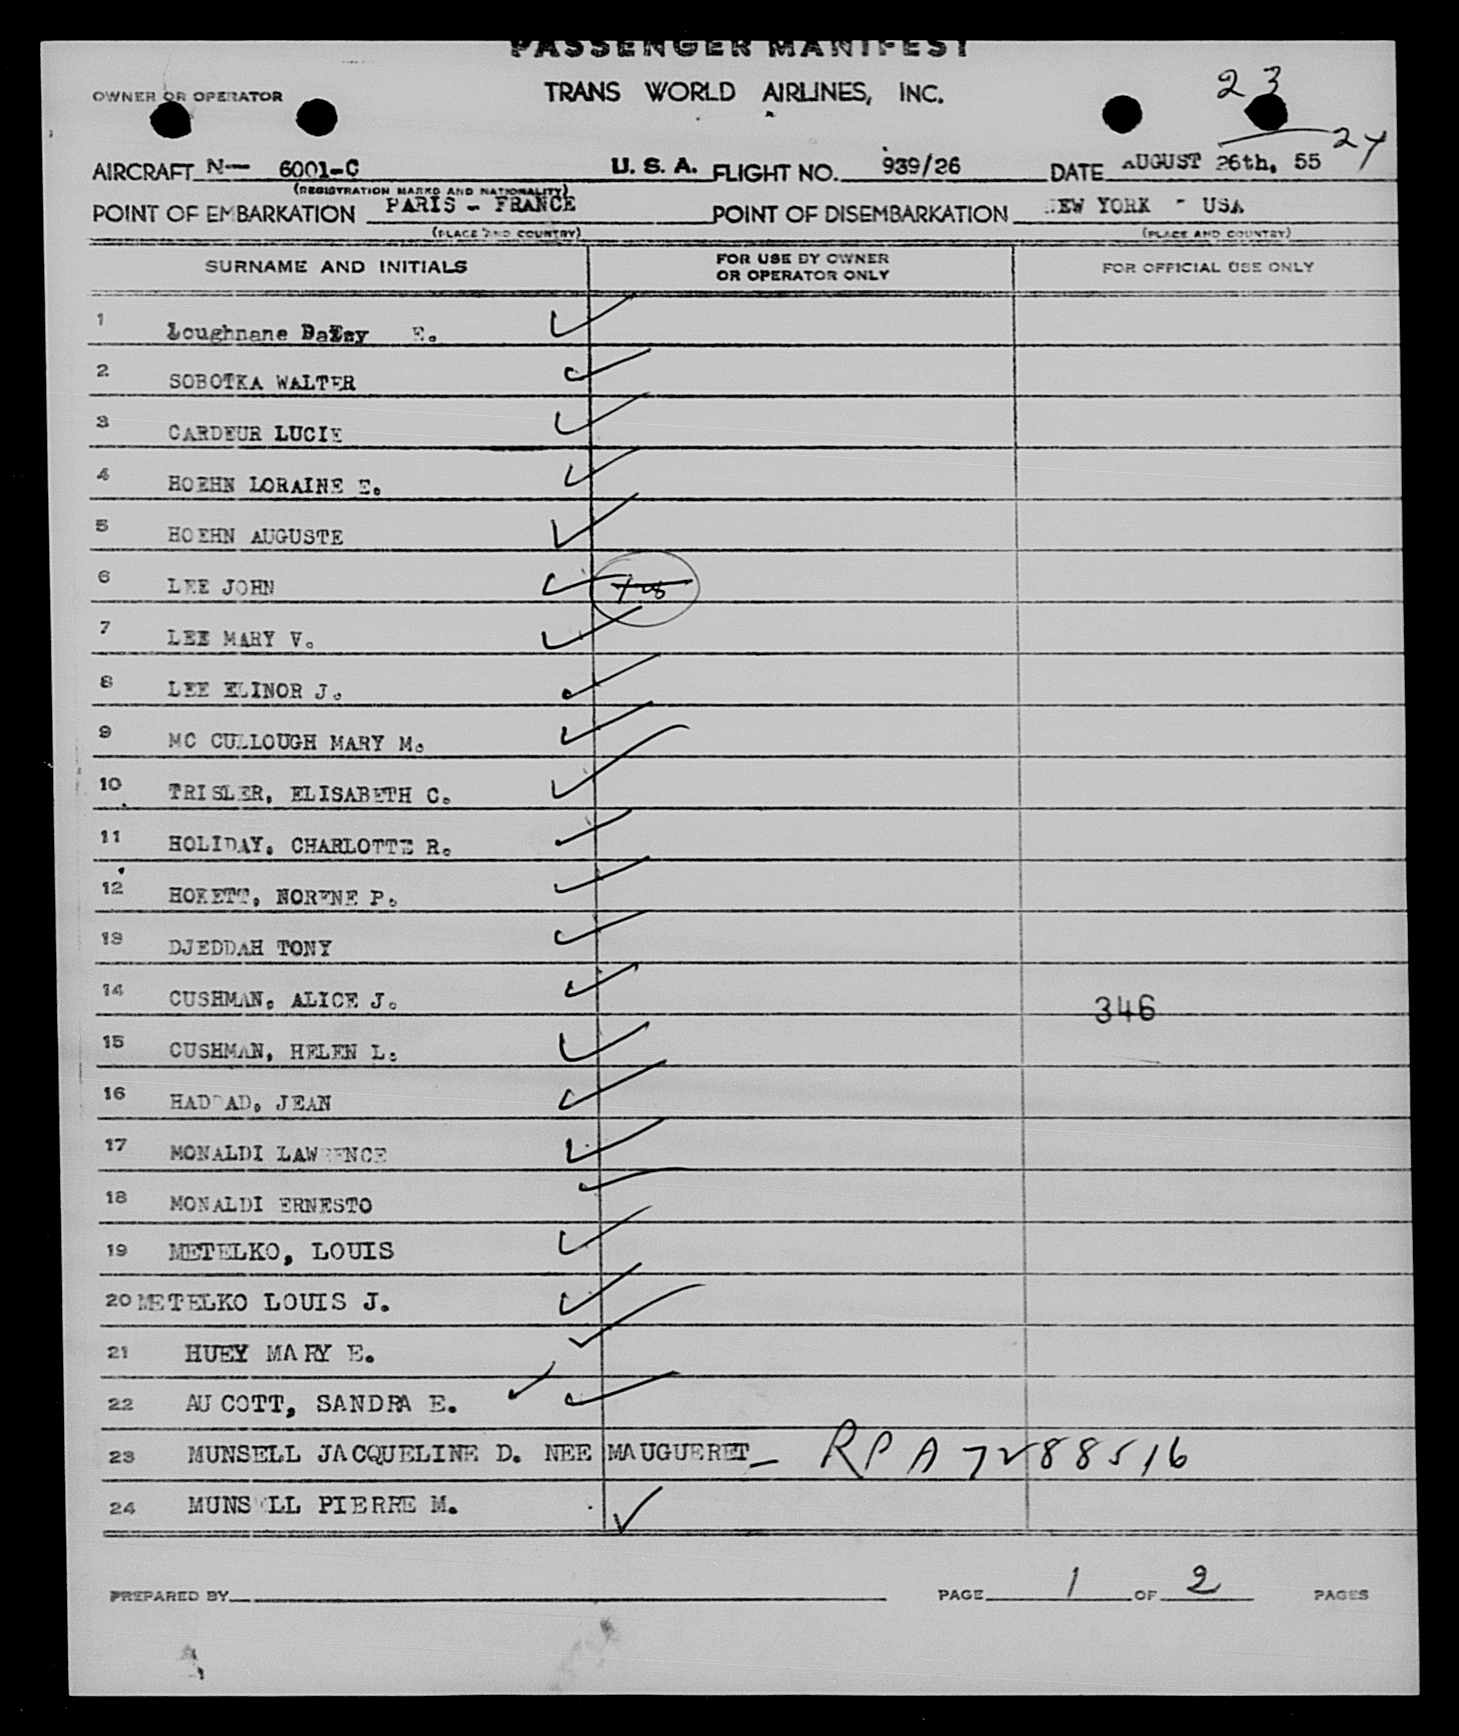 PASSENGER MANIFEST
OWNER OR OPERATOR TRANS WORLD AIRLINES, INC. 23
24
AIRCRAFT N— 6001-C U. S. A. FLIGHT NO. 939/26 DATE AUGUST 26th. 55
(REGISTRATION MARKS AND NATIONALITY)
POINT OF EMBARKATION PARIS - FRANCE POINT OF DISEMBARKATION NEW YORK - USA
(PLACE AND COUNTRY) (PLACE AND COUNTRY)
SURNAME AND INITIALS FOR USE BY OWNER OR OPERATOR ONLY FOR OFFICIAL USE ONLY
1 Loughnane E.
2 SOBOTKA WALTER
3 CARDEUR LUCIE
4 HOEHN LORAINE E.
5 HOEHN AUGUSTE
6 LEE JOHN
7 LEE MARY V.
8 LEE ELINOR J.
9 MC CULLOUGH MARY M.
10 TRISLER, ELISABETH C.
11 HOLIDAY, CHARLOTTE R.
12 HOKETT, NORENE P.
13 DJEDDAH TONY
14 CUSHMAN, ALICE J. 346
15 CUSHMAN, HELEN L.
16 HADDAD, JEAN
17 MONALDI LAWRENCE
18 MONALDI ERNESTO
19 METELKO, LOUIS
20 METELKO LOUIS J.
21 HUEY MARY E.
22 AUCOTT, SANDRA E.
23 MUNSELL JACQUELINE D. NEE MAUGUERET - RPA 7288516
24 MUNSELL PIERRE M.
PREPARED BY PAGE 1 OF 2 PAGES